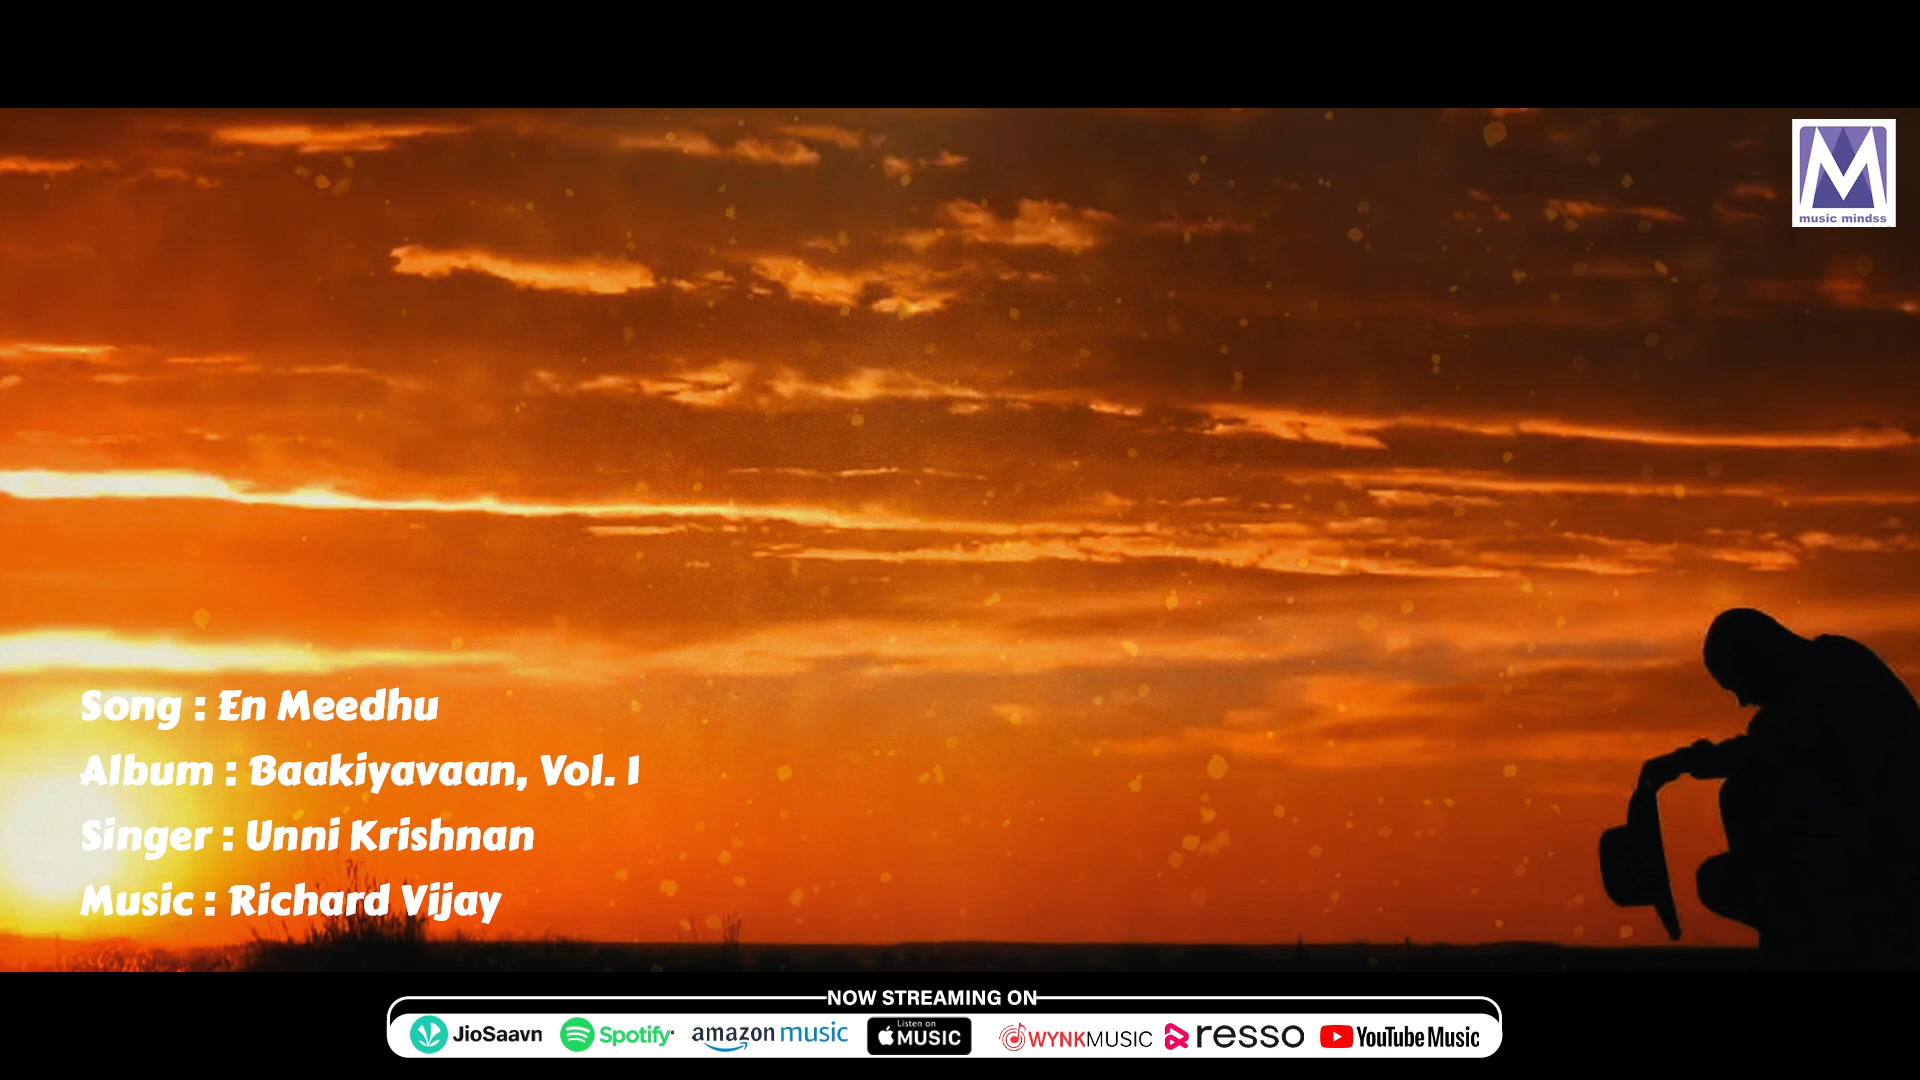 music mindss
Song : En Meedhu
Album : Baakiyavaan, Vol. 1
Singer : Unni Krishnan
Music : Richard Vijay
NOW STREAMING ON
JioSaavn Spotify amazon music Listen on MUSIC WYNKMUSIC resso YouTube Music